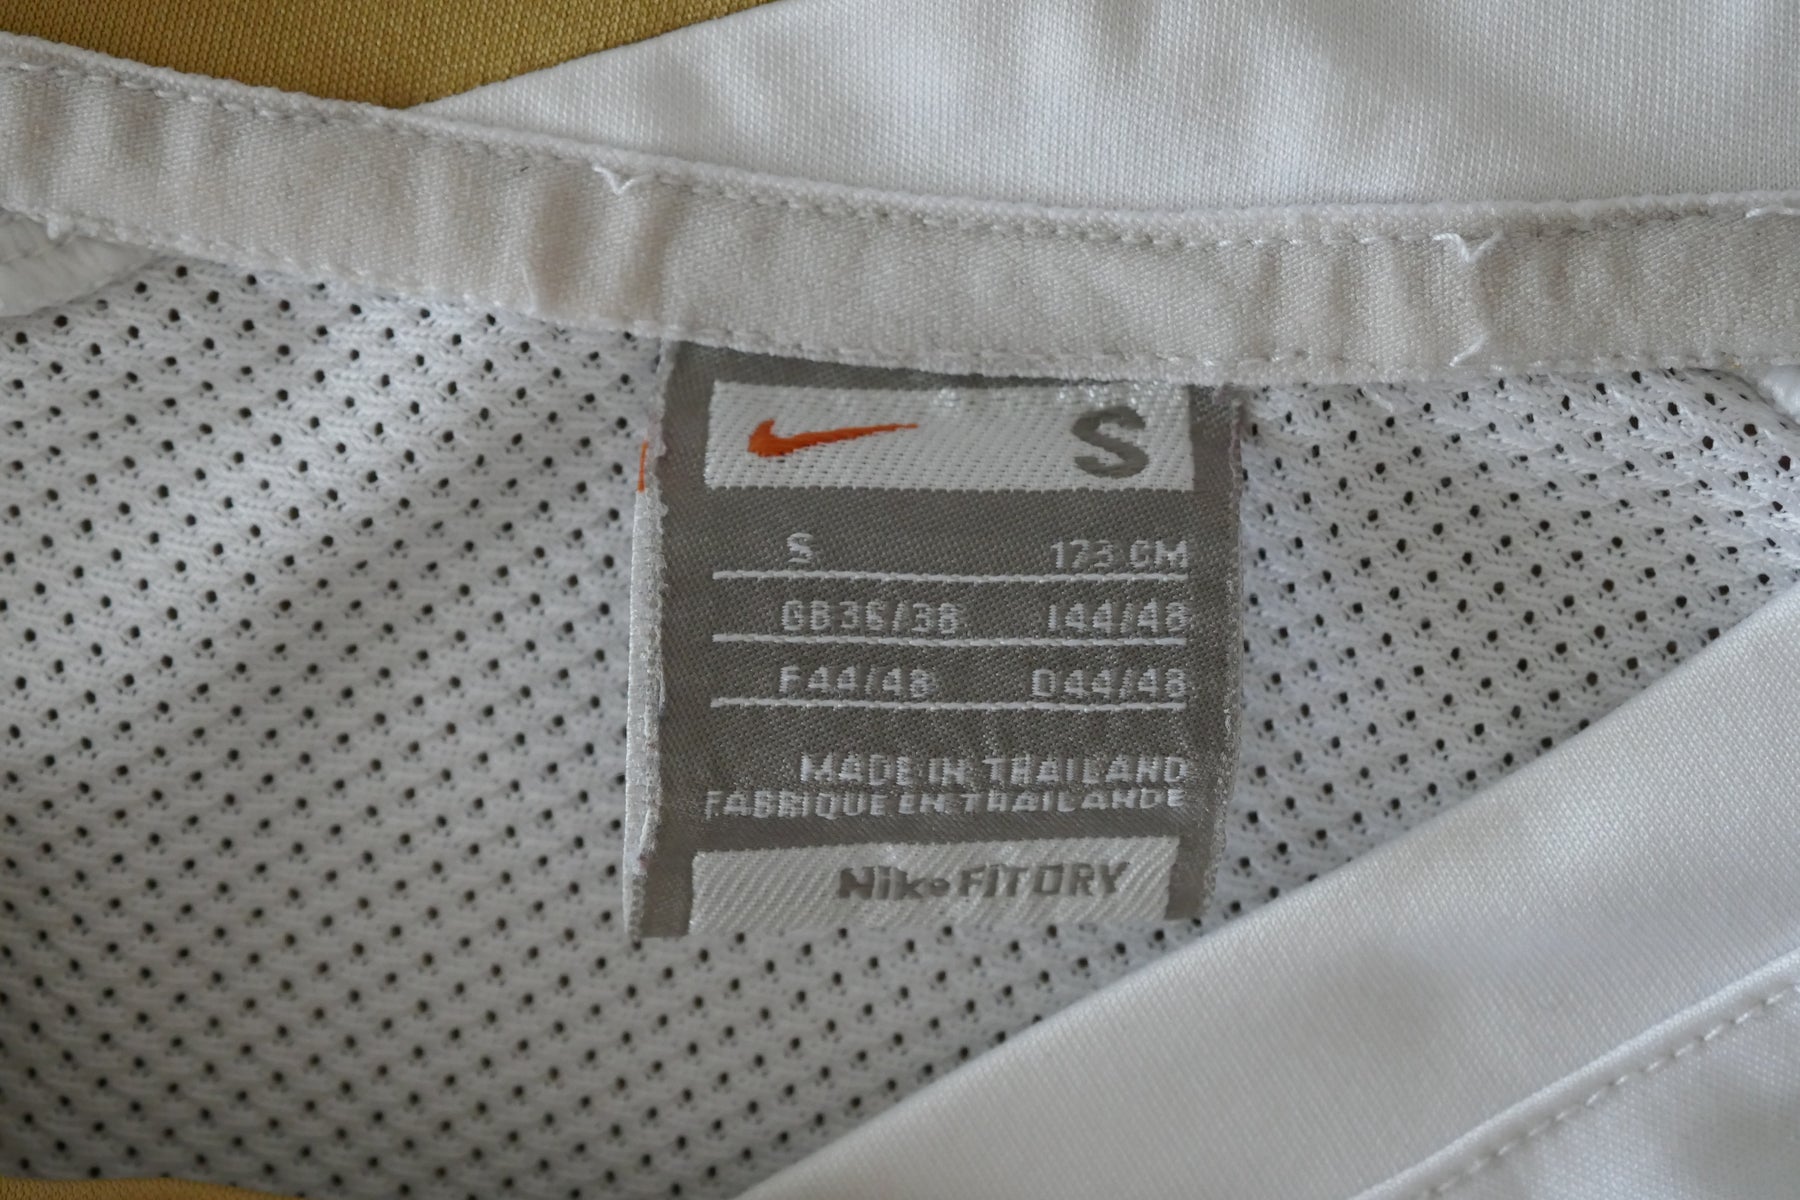 S
S 173 CM
GB36/38 I44/48
F44/48 D44/48
MADE IN THAILAND
FABRIQUE EN THAILANDE
Nike FIT DRY